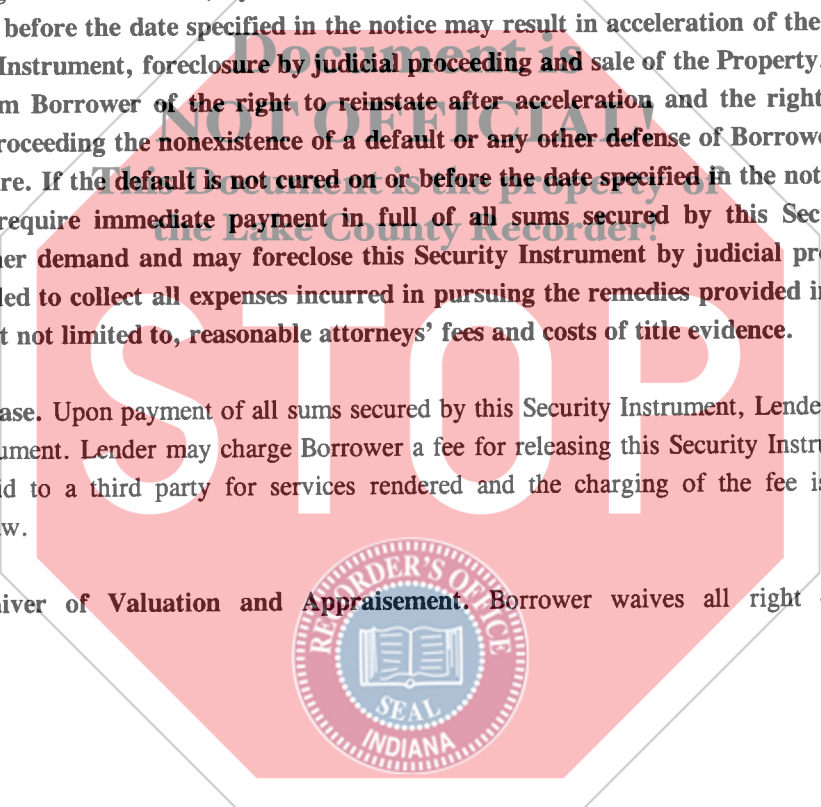 before the date specified in the notice may result in acceleration of the
Instrument, foreclosure by judicial proceeding and sale of the Property.
m Borrower of the right to reinstate after acceleration and the right
roceeding the nonexistence of a default or any other defense of Borrow
re. If the default is not cured on or before the date specified in the not
require immediate payment in full of all sums secured by this Sec
er demand and may foreclose this Security Instrument by judicial pr
led to collect all expenses incurred in pursuing the remedies provided i
t not limited to, reasonable attorneys' fees and costs of title evidence.
ase. Upon payment of all sums secured by this Security Instrument, Lende
ument. Lender may charge Borrower a fee for releasing this Security Instr
id to a third party for services rendered and the charging of the fee is
w.
iver of Valuation and Appraisement. Borrower waives all right
Document is
NOT OFFICIAL!
This Document is the property of
the Lake County Recorder!
STOP
RECORDER'S OFFICE
SEAL
INDIANA